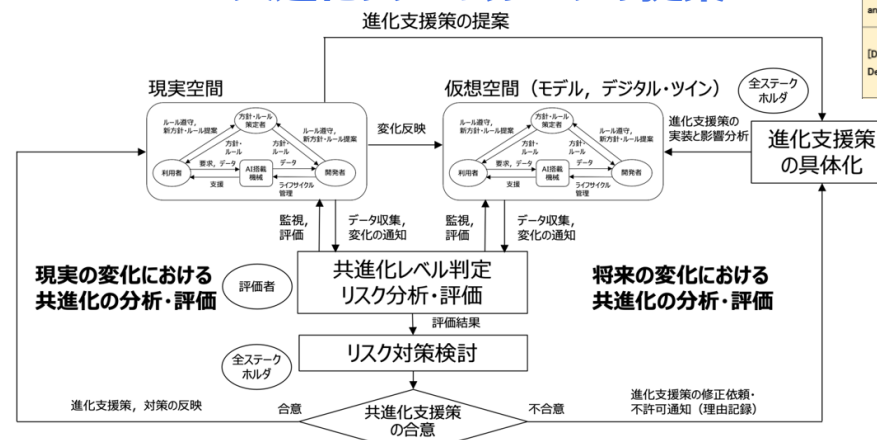 進化支援策の提案
現実空間
仮想空間（モデル，デジタル・ツイン）
全ステーク
ホルダ
ルール遵守，
新方針・ルール提案
方針・ルール
策定者
ルール遵守，
新方針・ルール提案
方針・
ルール
方針・
ルール
要求，データ
データ
利用者
AI搭載
機械
開発者
支援
ライフサイクル
管理
変化反映
ルール遵守，
新方針・ルール提案
方針・ルール
策定者
ルール遵守，
新方針・ルール提案
方針・
ルール
方針・
ルール
要求，データ
データ
利用者
AI搭載
機械
開発者
支援
ライフサイクル
管理
進化支援策の
実装と影響分析
進化支援策
の具体化
監視，
評価
データ収集，
変化の通知
監視，
評価
データ収集，
変化の通知
現実の変化における
共進化の分析・評価
評価者
共進化レベル判定
リスク分析・評価
将来の変化における
共進化の分析・評価
評価結果
リスク対策検討
全ステーク
ホルダ
進化支援策，対策の反映
合意
共進化支援策
の合意
不合意
進化支援策の修正依頼・
不許可通知（理由記録）